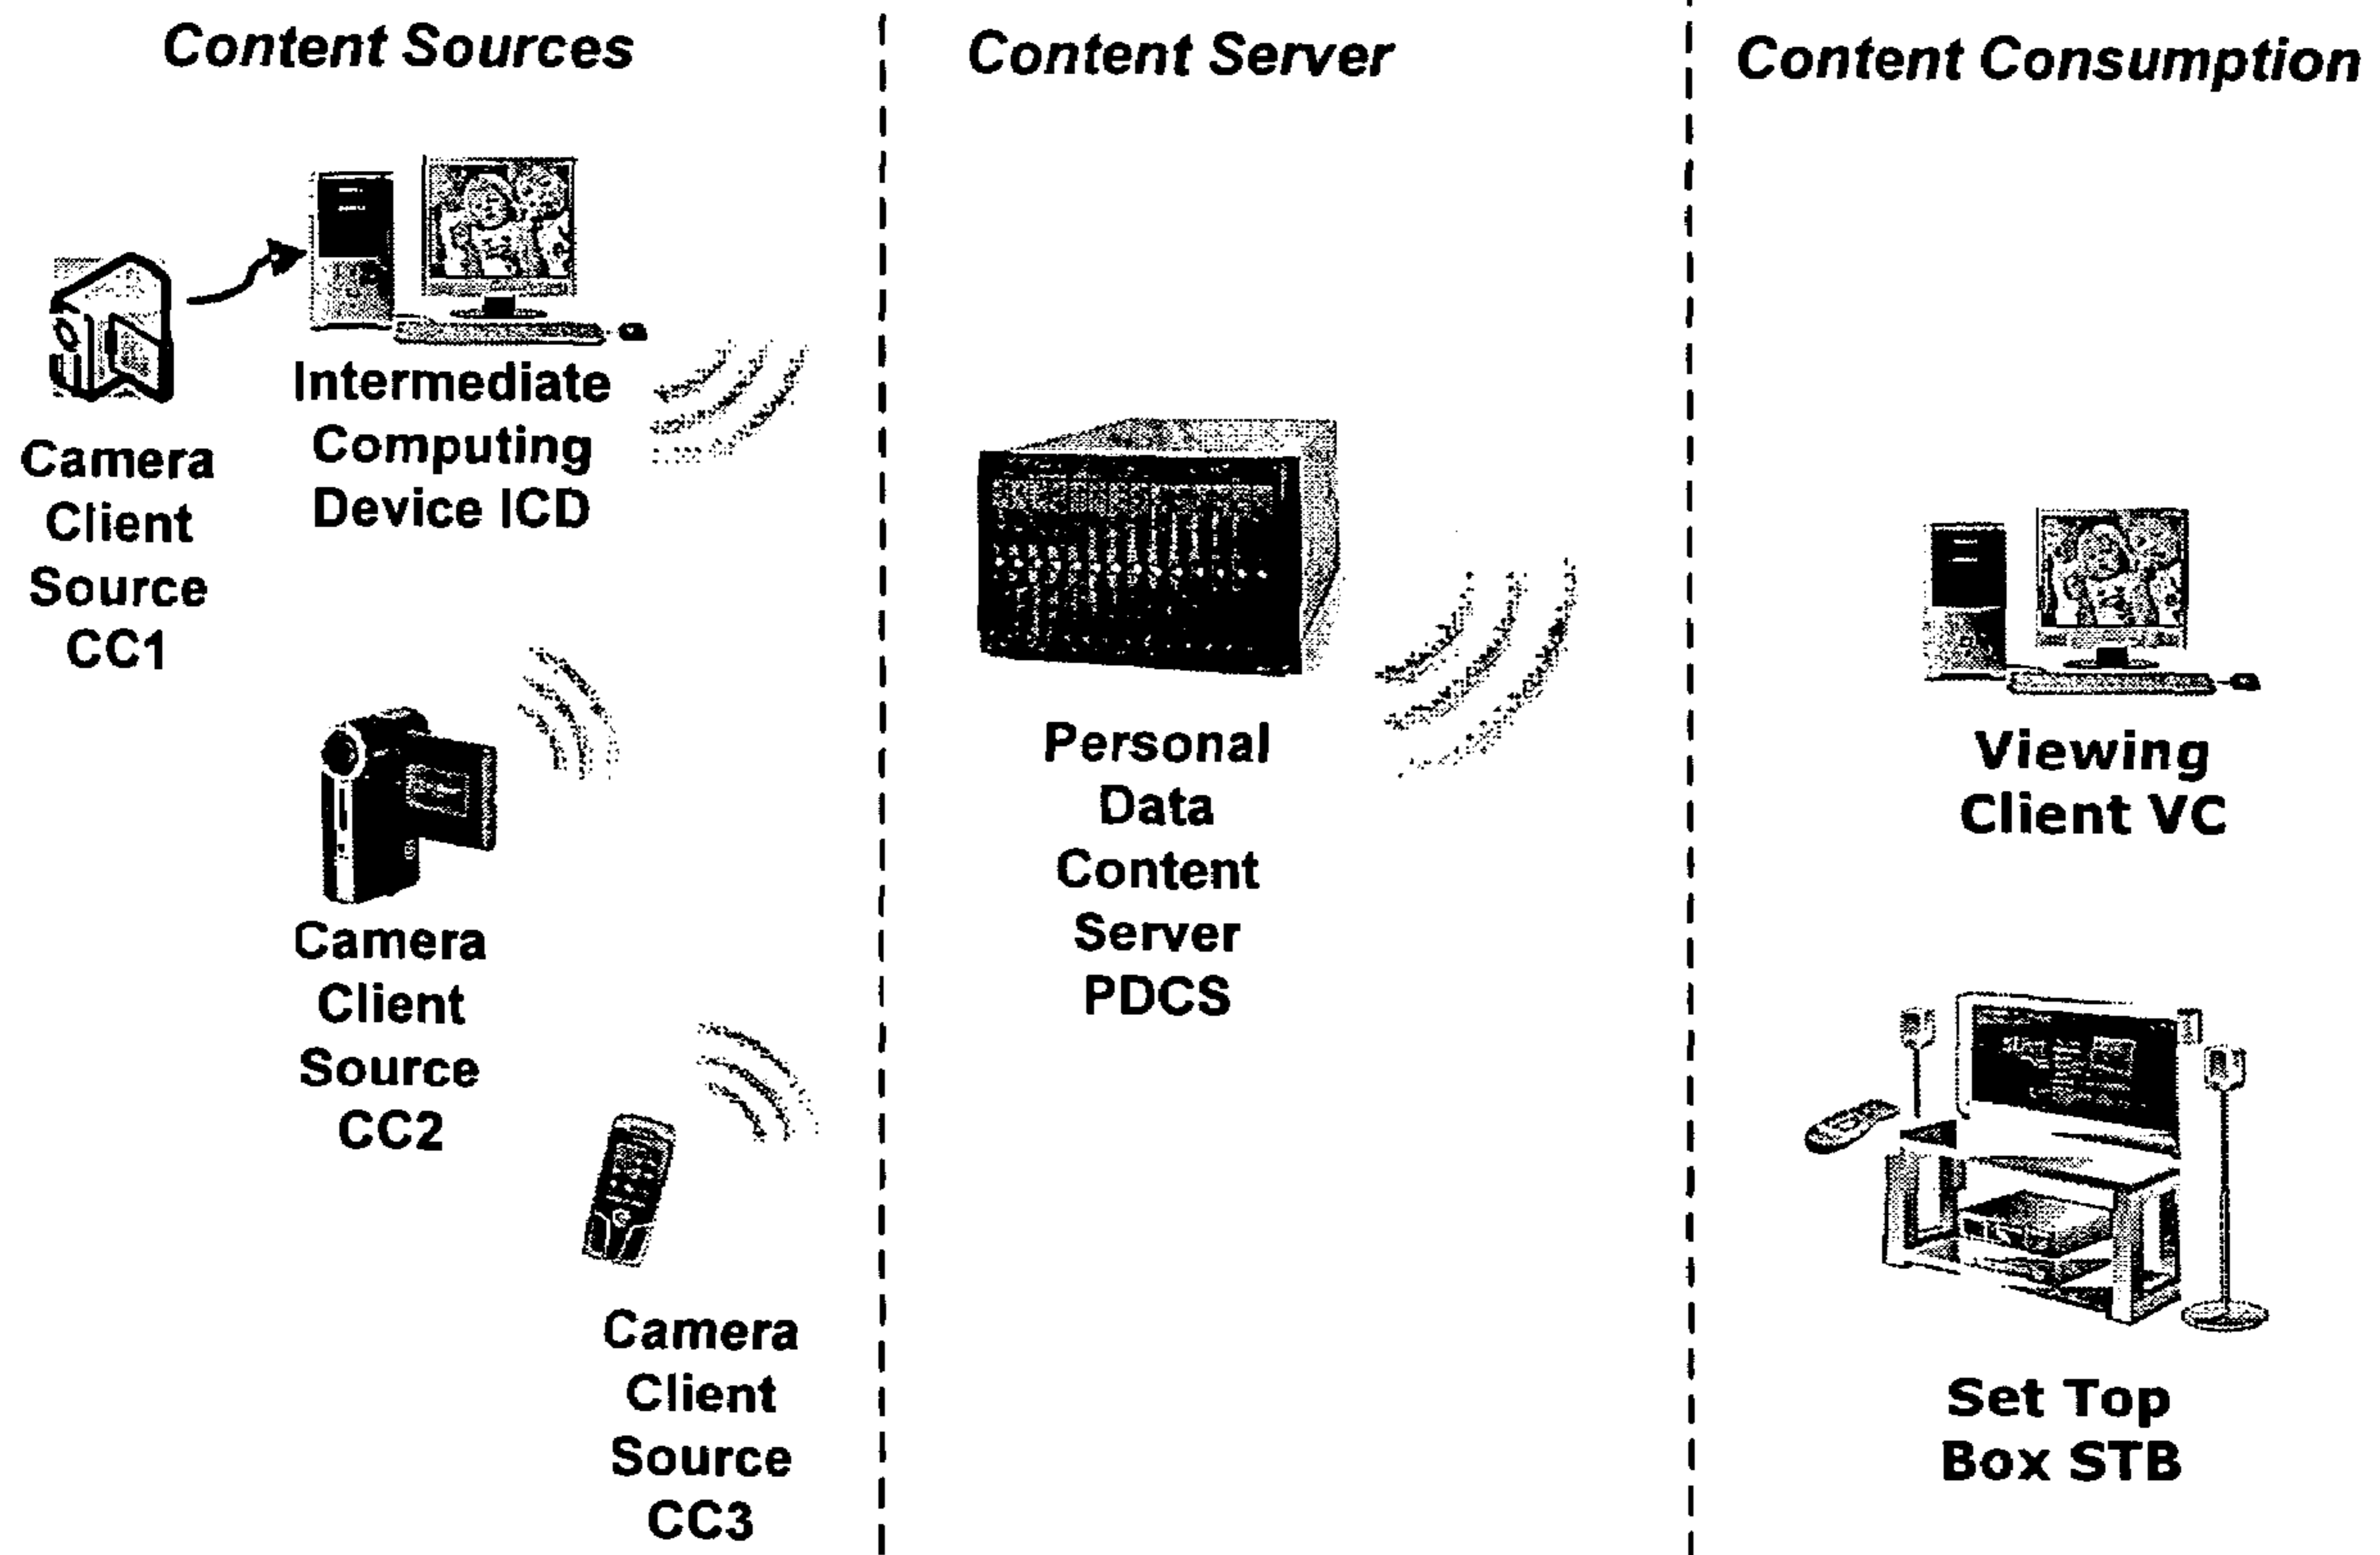 Content Sources
Content Server
Content Consumption
Intermediate
Computing
Device ICD
Camera
Client
Source
CC1
Camera
Client
Source
CC2
Camera
Client
Source
CC3
Personal
Data
Content
Server
PDCS
Viewing
Client VC
Set Top
Box STB